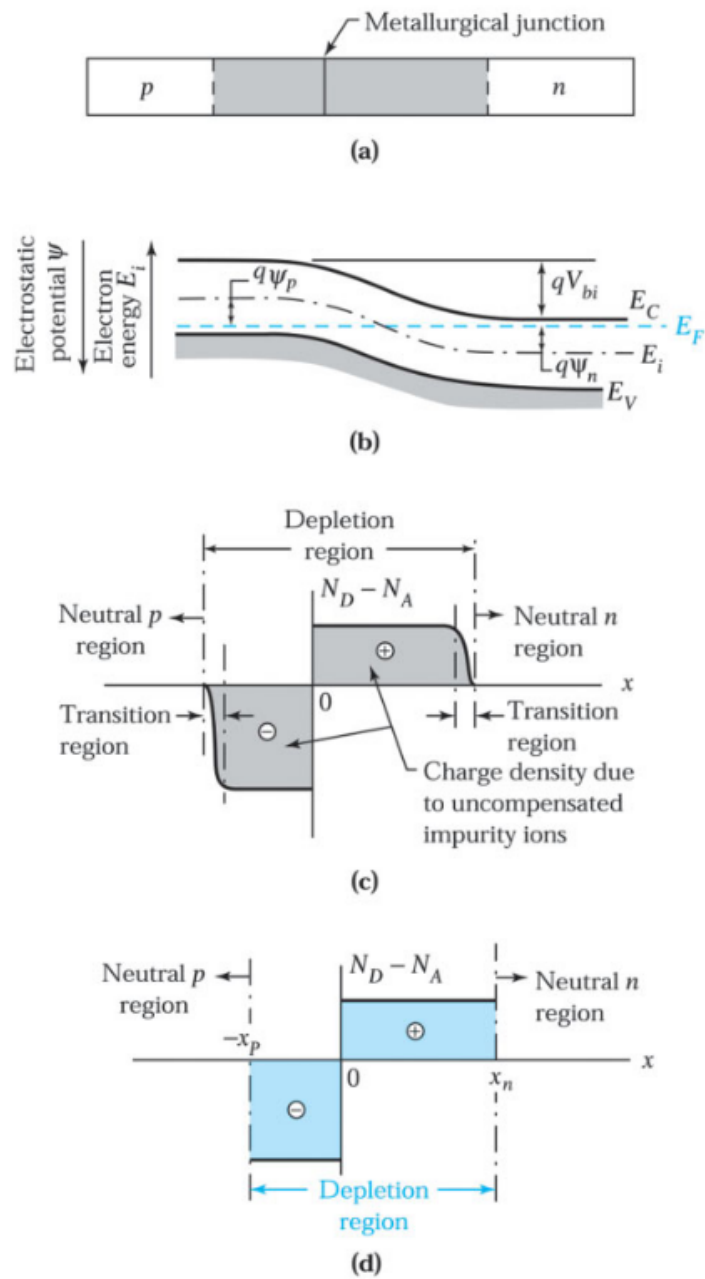 Metallurgical junction
p
n
(a)
Electrostatic
potential ψ
Electron
energy E_i
qψ_p
qV_bi
E_C
E_F
E_i
qψ_n
E_V
(b)
Depletion
region
N_D − N_A
Neutral p
region
Neutral n
region
+
x
0
Transition
region
−
Transition
region
Charge density due
to uncompensated
impurity ions
(c)
Neutral p
region
N_D − N_A
Neutral n
region
+
−x_p
x
0
x_n
−
Depletion
region
(d)